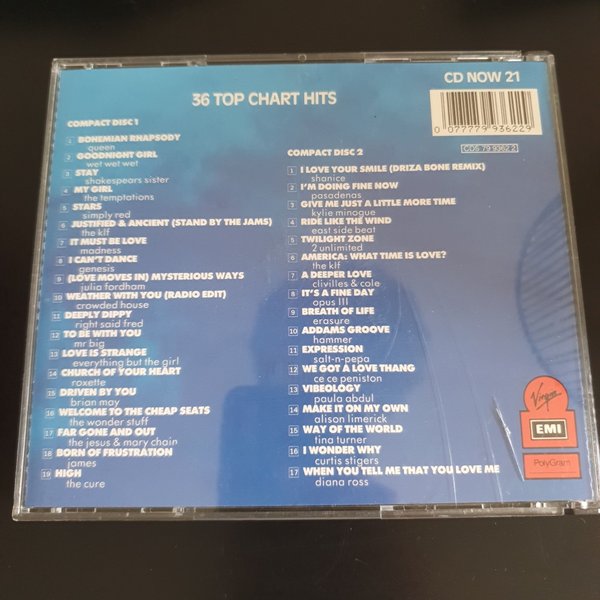 CD NOW 21
36 TOP CHART HITS
0 077779 936229
CDS 79 9362 2
COMPACT DISC 1
1 BOHEMIAN RHAPSODY
queen
2 GOODNIGHT GIRL
wet wet wet
3 STAY
shakespears sister
4 MY GIRL
the temptations
5 STARS
simply red
6 JUSTIFIED & ANCIENT (STAND BY THE JAMS)
the klf
7 IT MUST BE LOVE
madness
8 I CAN'T DANCE
genesis
9 (LOVE MOVES IN) MYSTERIOUS WAYS
julia fordham
10 WEATHER WITH YOU (RADIO EDIT)
crowded house
11 DEEPLY DIPPY
right said fred
12 TO BE WITH YOU
mr big
13 LOVE IS STRANGE
everything but the girl
14 CHURCH OF YOUR HEART
roxette
15 DRIVEN BY YOU
brian may
16 WELCOME TO THE CHEAP SEATS
the wonder stuff
17 FAR GONE AND OUT
the jesus & mary chain
18 BORN OF FRUSTRATION
james
19 HIGH
the cure
COMPACT DISC 2
1 I LOVE YOUR SMILE (DRIZA BONE REMIX)
shanice
2 I'M DOING FINE NOW
pasadenas
3 GIVE ME JUST A LITTLE MORE TIME
kylie minogue
4 RIDE LIKE THE WIND
east side beat
5 TWILIGHT ZONE
2 unlimited
6 AMERICA: WHAT TIME IS LOVE?
the klf
7 A DEEPER LOVE
clivilles & cole
8 IT'S A FINE DAY
opus III
9 BREATH OF LIFE
erasure
10 ADDAMS GROOVE
hammer
11 EXPRESSION
salt-n-pepa
12 WE GOT A LOVE THANG
ce ce peniston
13 VIBEOLOGY
paula abdul
14 MAKE IT ON MY OWN
alison limerick
15 WAY OF THE WORLD
tina turner
16 I WONDER WHY
curtis stigers
17 WHEN YOU TELL ME THAT YOU LOVE ME
diana ross
Virgin
EMI
PolyGram